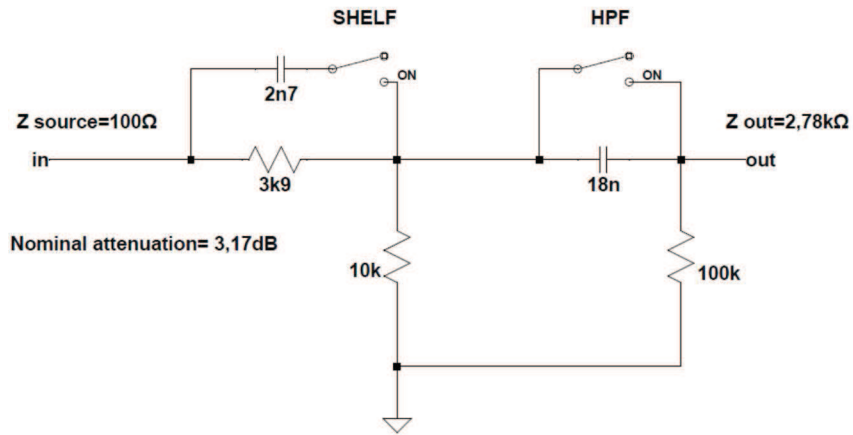 SHELF
HPF
ON
ON
2n7
Z source=100Ω
Z out=2,78kΩ
in
out
3k9
18n
Nominal attenuation= 3,17dB
10k
100k